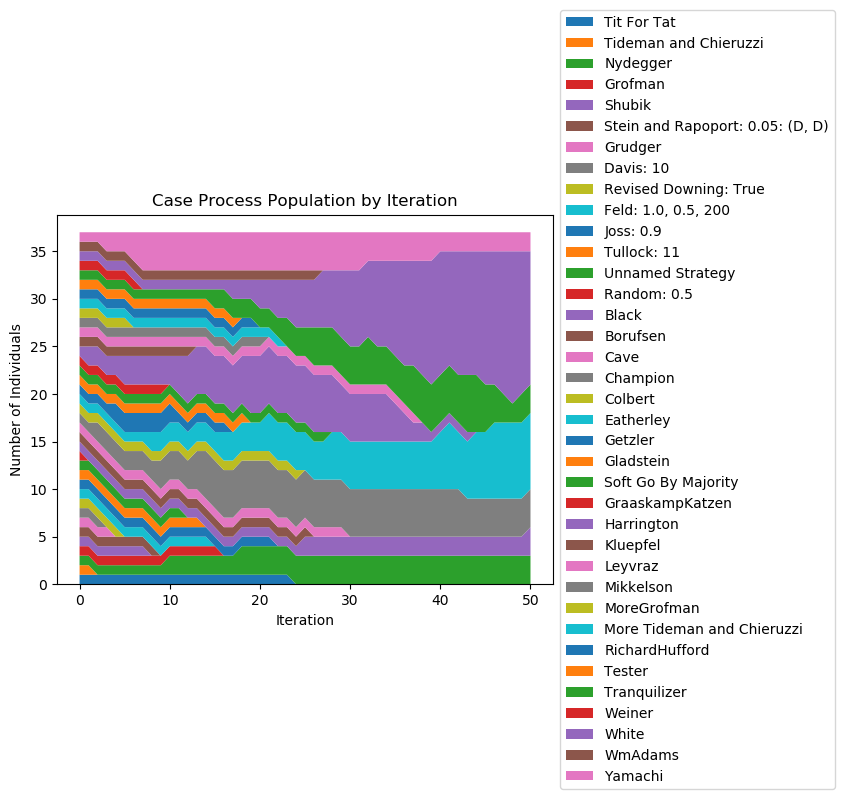 Case Process Population by Iteration
Number of Individuals
35
30
25
20
15
10
5
0
0 10 20 30 40 50
Iteration
Tit For Tat
Tideman and Chieruzzi
Nydegger
Grofman
Shubik
Stein and Rapoport: 0.05: (D, D)
Grudger
Davis: 10
Revised Downing: True
Feld: 1.0, 0.5, 200
Joss: 0.9
Tullock: 11
Unnamed Strategy
Random: 0.5
Black
Borufsen
Cave
Champion
Colbert
Eatherley
Getzler
Gladstein
Soft Go By Majority
GraaskampKatzen
Harrington
Kluepfel
Leyvraz
Mikkelson
MoreGrofman
More Tideman and Chieruzzi
RichardHufford
Tester
Tranquilizer
Weiner
White
WmAdams
Yamachi